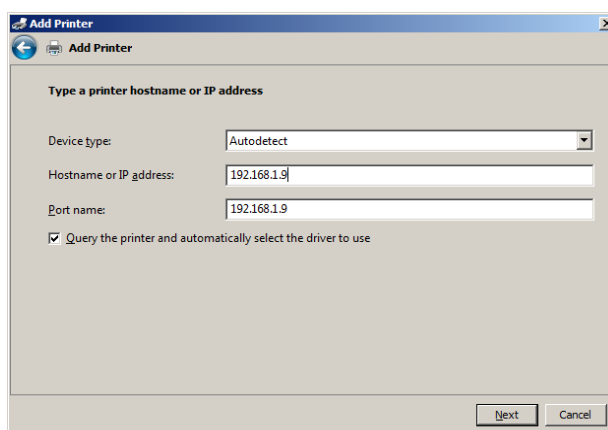 Add Printer
Add Printer
Type a printer hostname or IP address
Device type: Autodetect
Hostname or IP address: 192.168.1.9
Port name: 192.168.1.9
Query the printer and automatically select the driver to use
Next Cancel